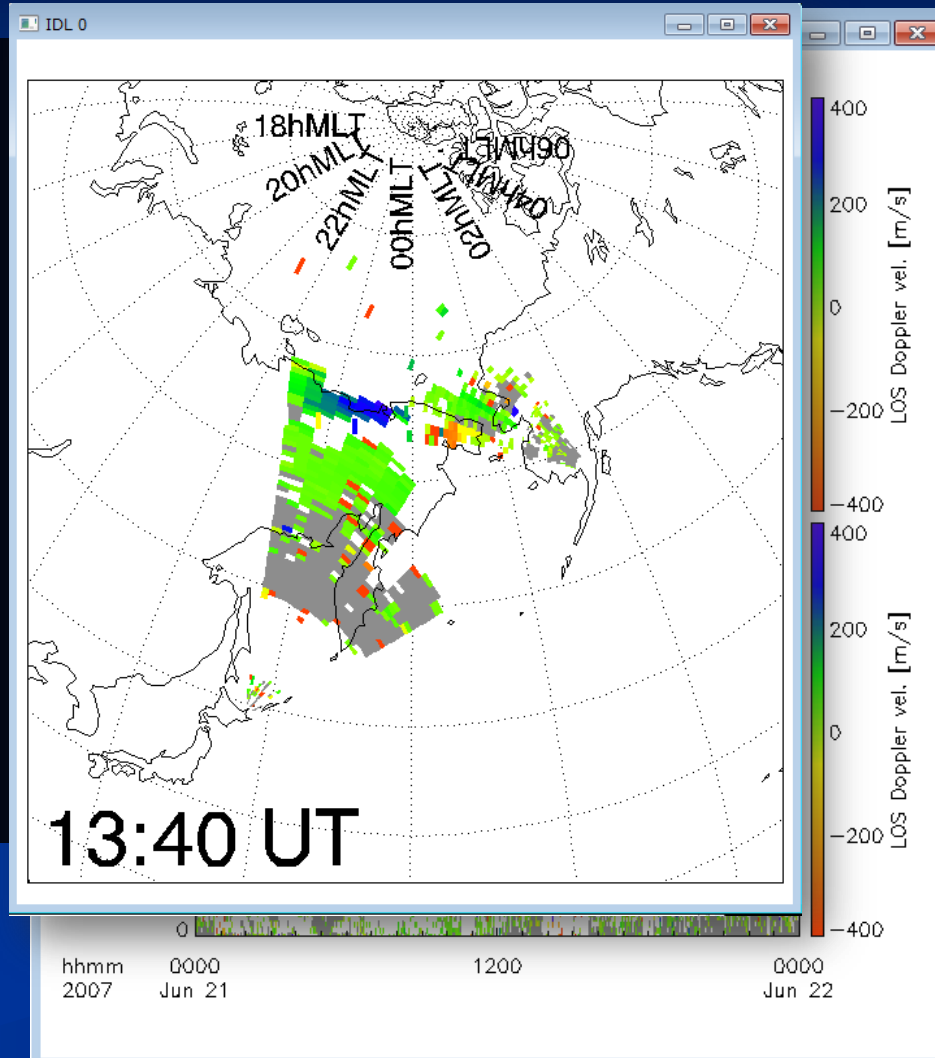 IDL 0
18hMLT
20hMLT
22hMLT
00hMLT
02hMLT
04hMLT
06hMLT
13:40 UT
400
200
0
−200
−400
LOS Doppler vel. [m/s]
400
200
0
−200
−400
LOS Doppler vel. [m/s]
0
hhmm 0000 1200 0000
2007 Jun 21 Jun 22